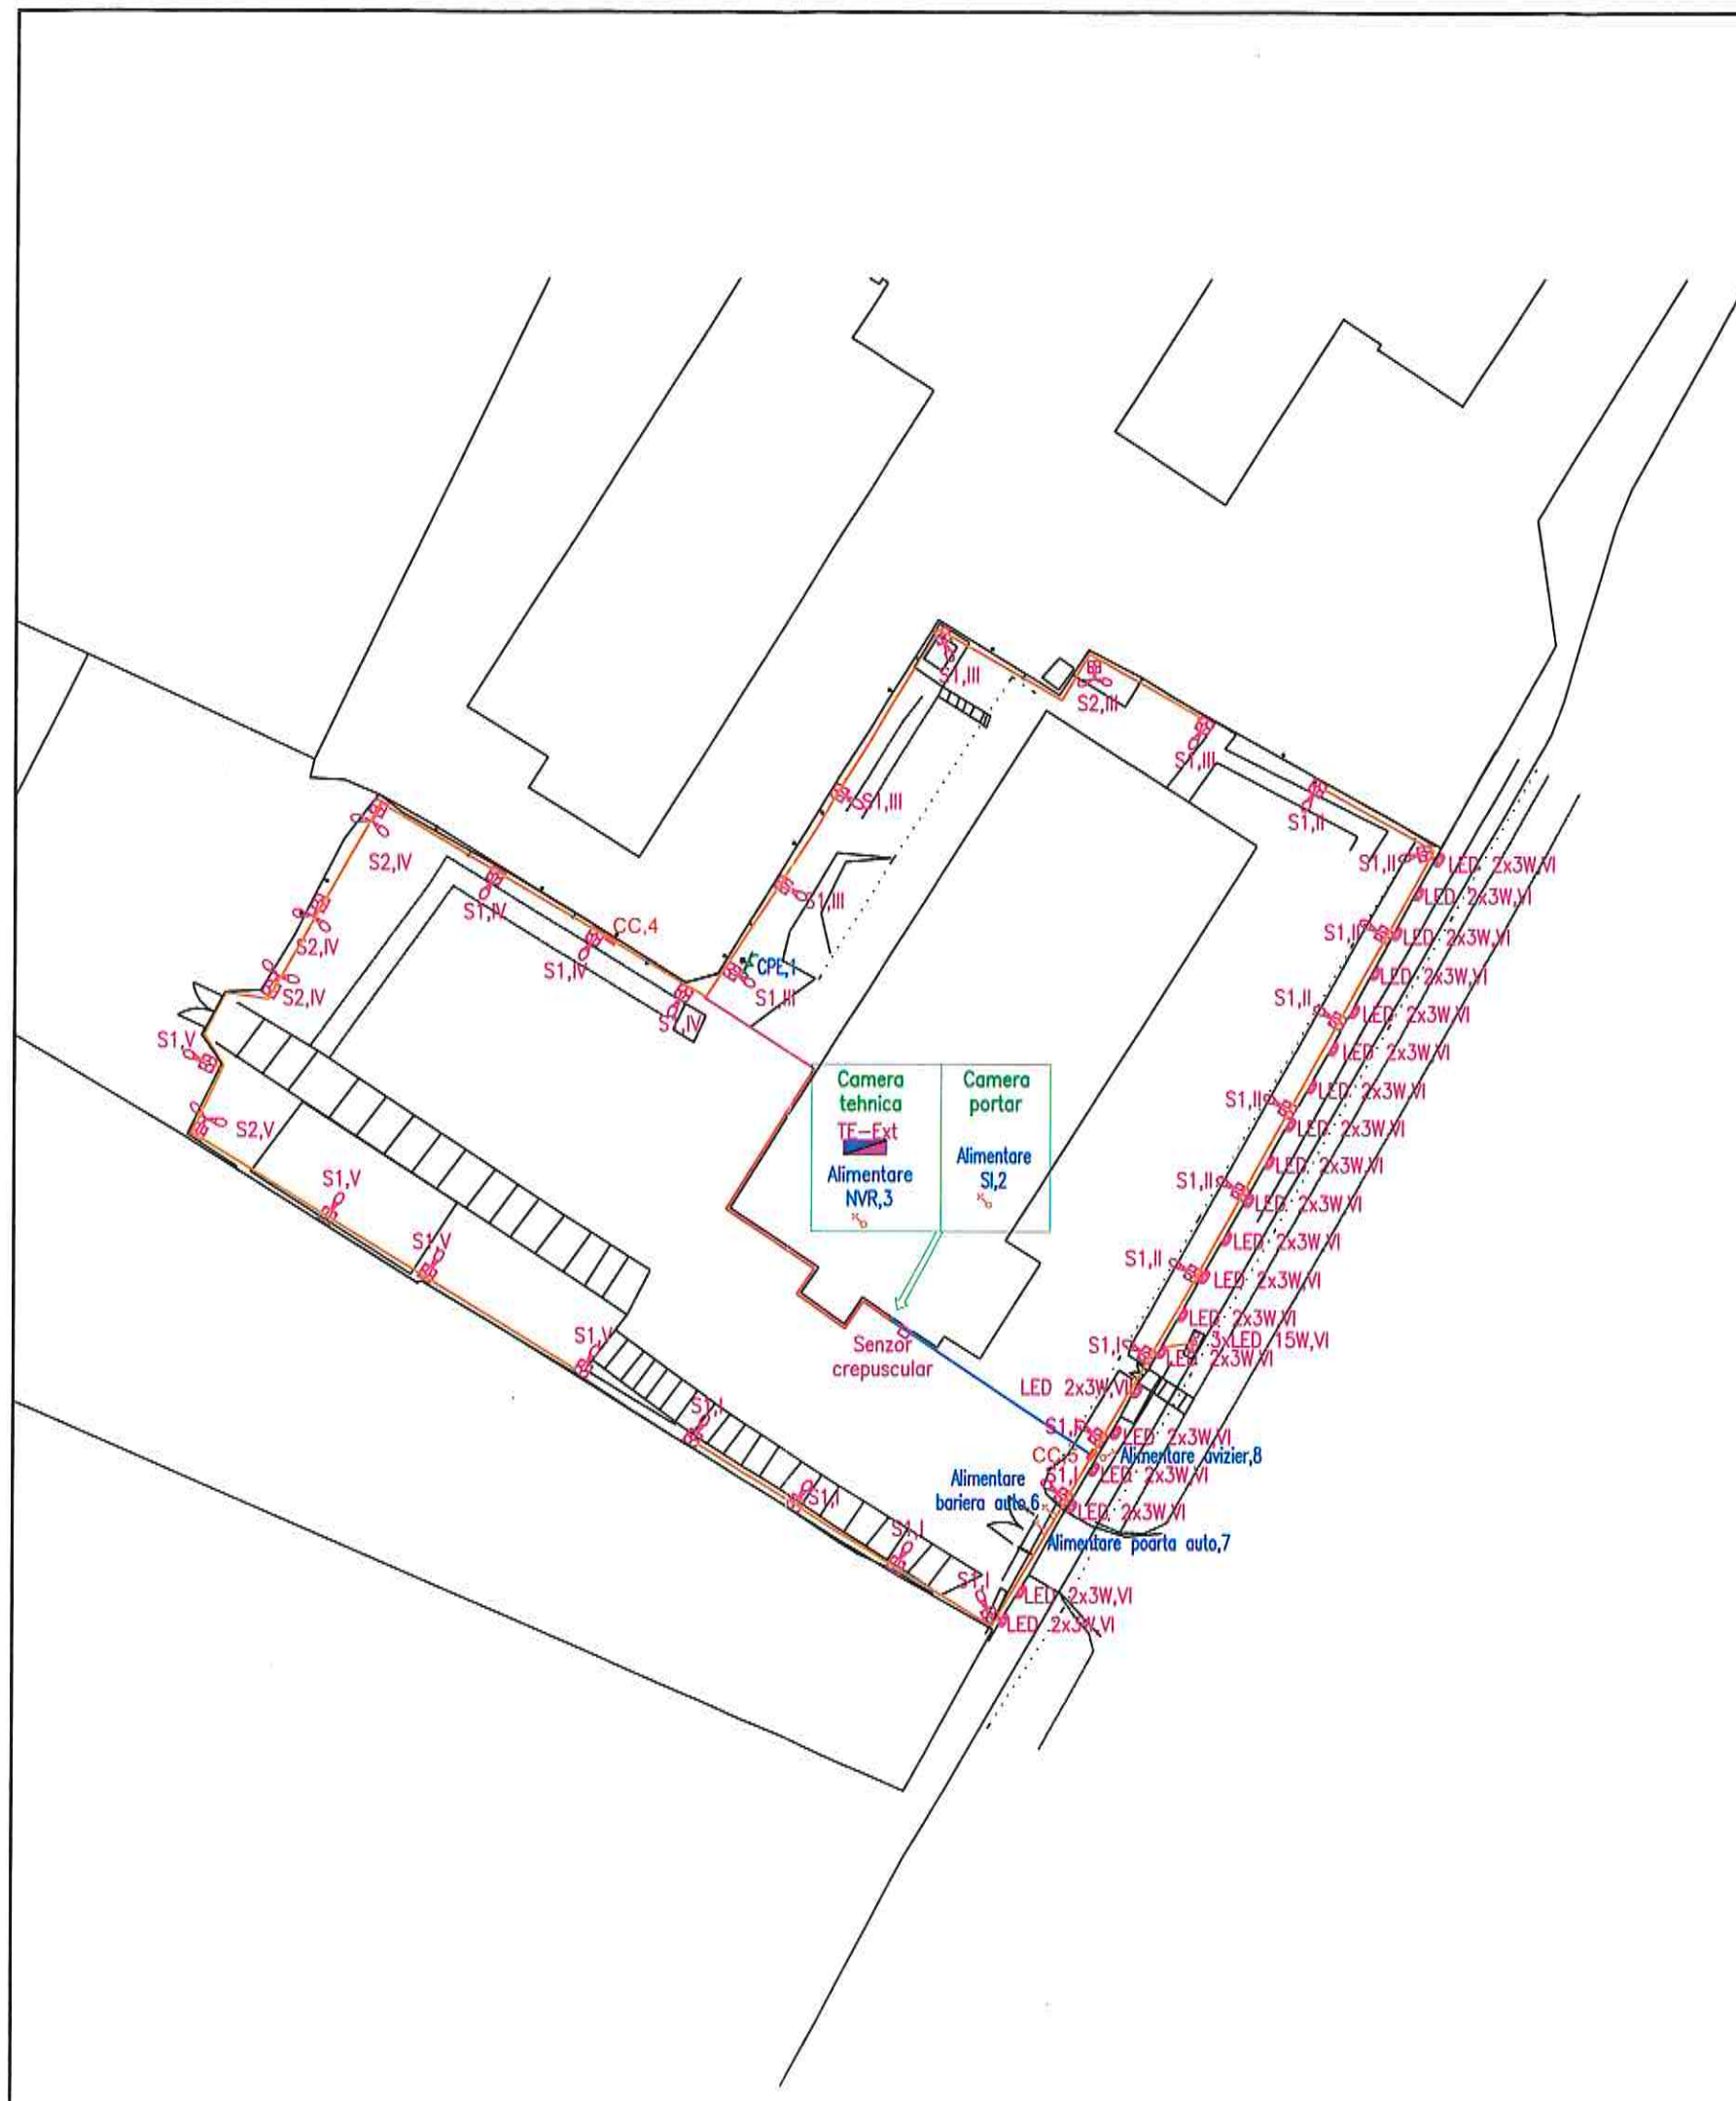 S1,III
S2,III
S1,III
S1,III
S1,II
S1,II
LED 2x3W,VI
S2,IV
LED 2x3W,VI
S1,III
S1,IV
CC,4
S1,II
LED 2x3W,VI
S2,IV
S1,IV
CPE,1
LED 2x3W,VI
S2,IV
S1,III
S1,II
LED 2x3W,VI
S1,IV
S1,V
LED 2x3W,VI
Camera
tehnica
Camera
portar
LED 2x3W,VI
S1,II
S2,V
TE-Ext
LED 2x3W,VI
Alimentare
SI,2
LED 2x3W,VI
Alimentare
NVR,3
S1,V
S1,II
LED 2x3W,VI
S1,V
LED 2x3W,VI
S1,II
LED 2x3W,VI
LED 2x3W,VI
S1,V
Senzor
crepuscular
S1,I
3xLED 15W,VI
LED 2x3W,VI
LED 2x3W,VI
S1,I
S1,I
LED 2x3W,VI
CC,5
Alimentare avizier,8
S1,I
LED 2x3W,VI
Alimentare
bariera auto,6
S1,I
LED 2x3W,VI
S1,I
Alimentare poarta auto,7
S1,I
LED 2x3W,VI
LED 2x3W,VI